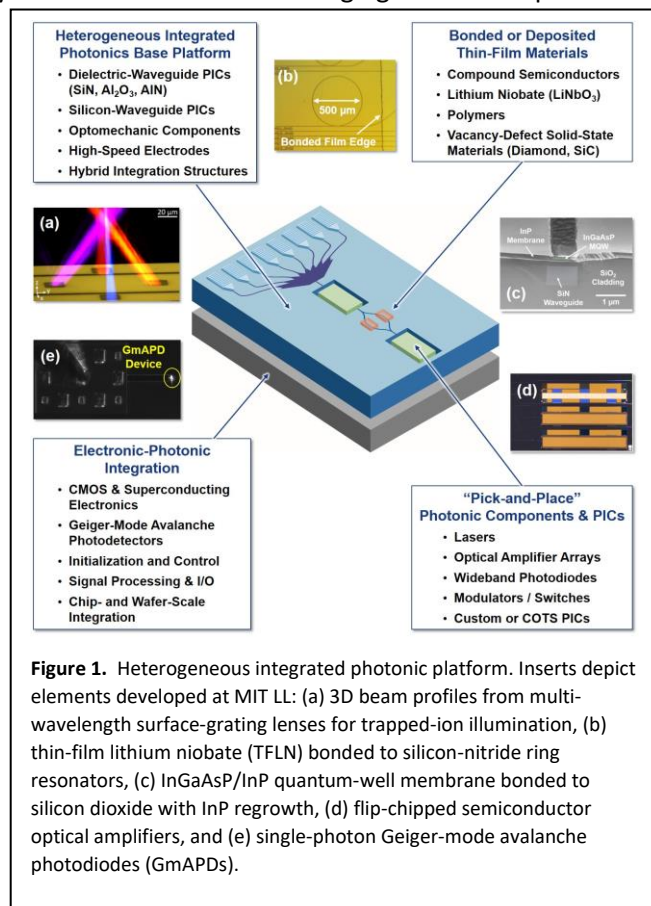 Heterogeneous Integrated
Photonics Base Platform
• Dielectric-Waveguide PICs
(SiN, Al2O3, AlN)
• Silicon-Waveguide PICs
• Optomechanic Components
• High-Speed Electrodes
• Hybrid Integration Structures
(b)
500 µm
Bonded Film Edge
Bonded or Deposited
Thin-Film Materials
• Compound Semiconductors
• Lithium Niobate (LiNbO3)
• Polymers
• Vacancy-Defect Solid-State
Materials (Diamond, SiC)
(a)
20 µm
InP
Membrane
InGaAsP
MQW
SiO2
Cladding
SiN
Waveguide
1 µm
(c)
(e)
GmAPD
Device
(d)
Electronic-Photonic
Integration
• CMOS & Superconducting
Electronics
• Geiger-Mode Avalanche
Photodetectors
• Initialization and Control
• Signal Processing & I/O
• Chip- and Wafer-Scale
Integration
“Pick-and-Place”
Photonic Components & PICs
• Lasers
• Optical Amplifier Arrays
• Wideband Photodiodes
• Modulators / Switches
• Custom or COTS PICs
Figure 1. Heterogeneous integrated photonic platform. Inserts depict
elements developed at MIT LL: (a) 3D beam profiles from multi-
wavelength surface-grating lenses for trapped-ion illumination, (b)
thin-film lithium niobate (TFLN) bonded to silicon-nitride ring
resonators, (c) InGaAsP/InP quantum-well membrane bonded to
silicon dioxide with InP regrowth, (d) flip-chipped semiconductor
optical amplifiers, and (e) single-photon Geiger-mode avalanche
photodiodes (GmAPDs).